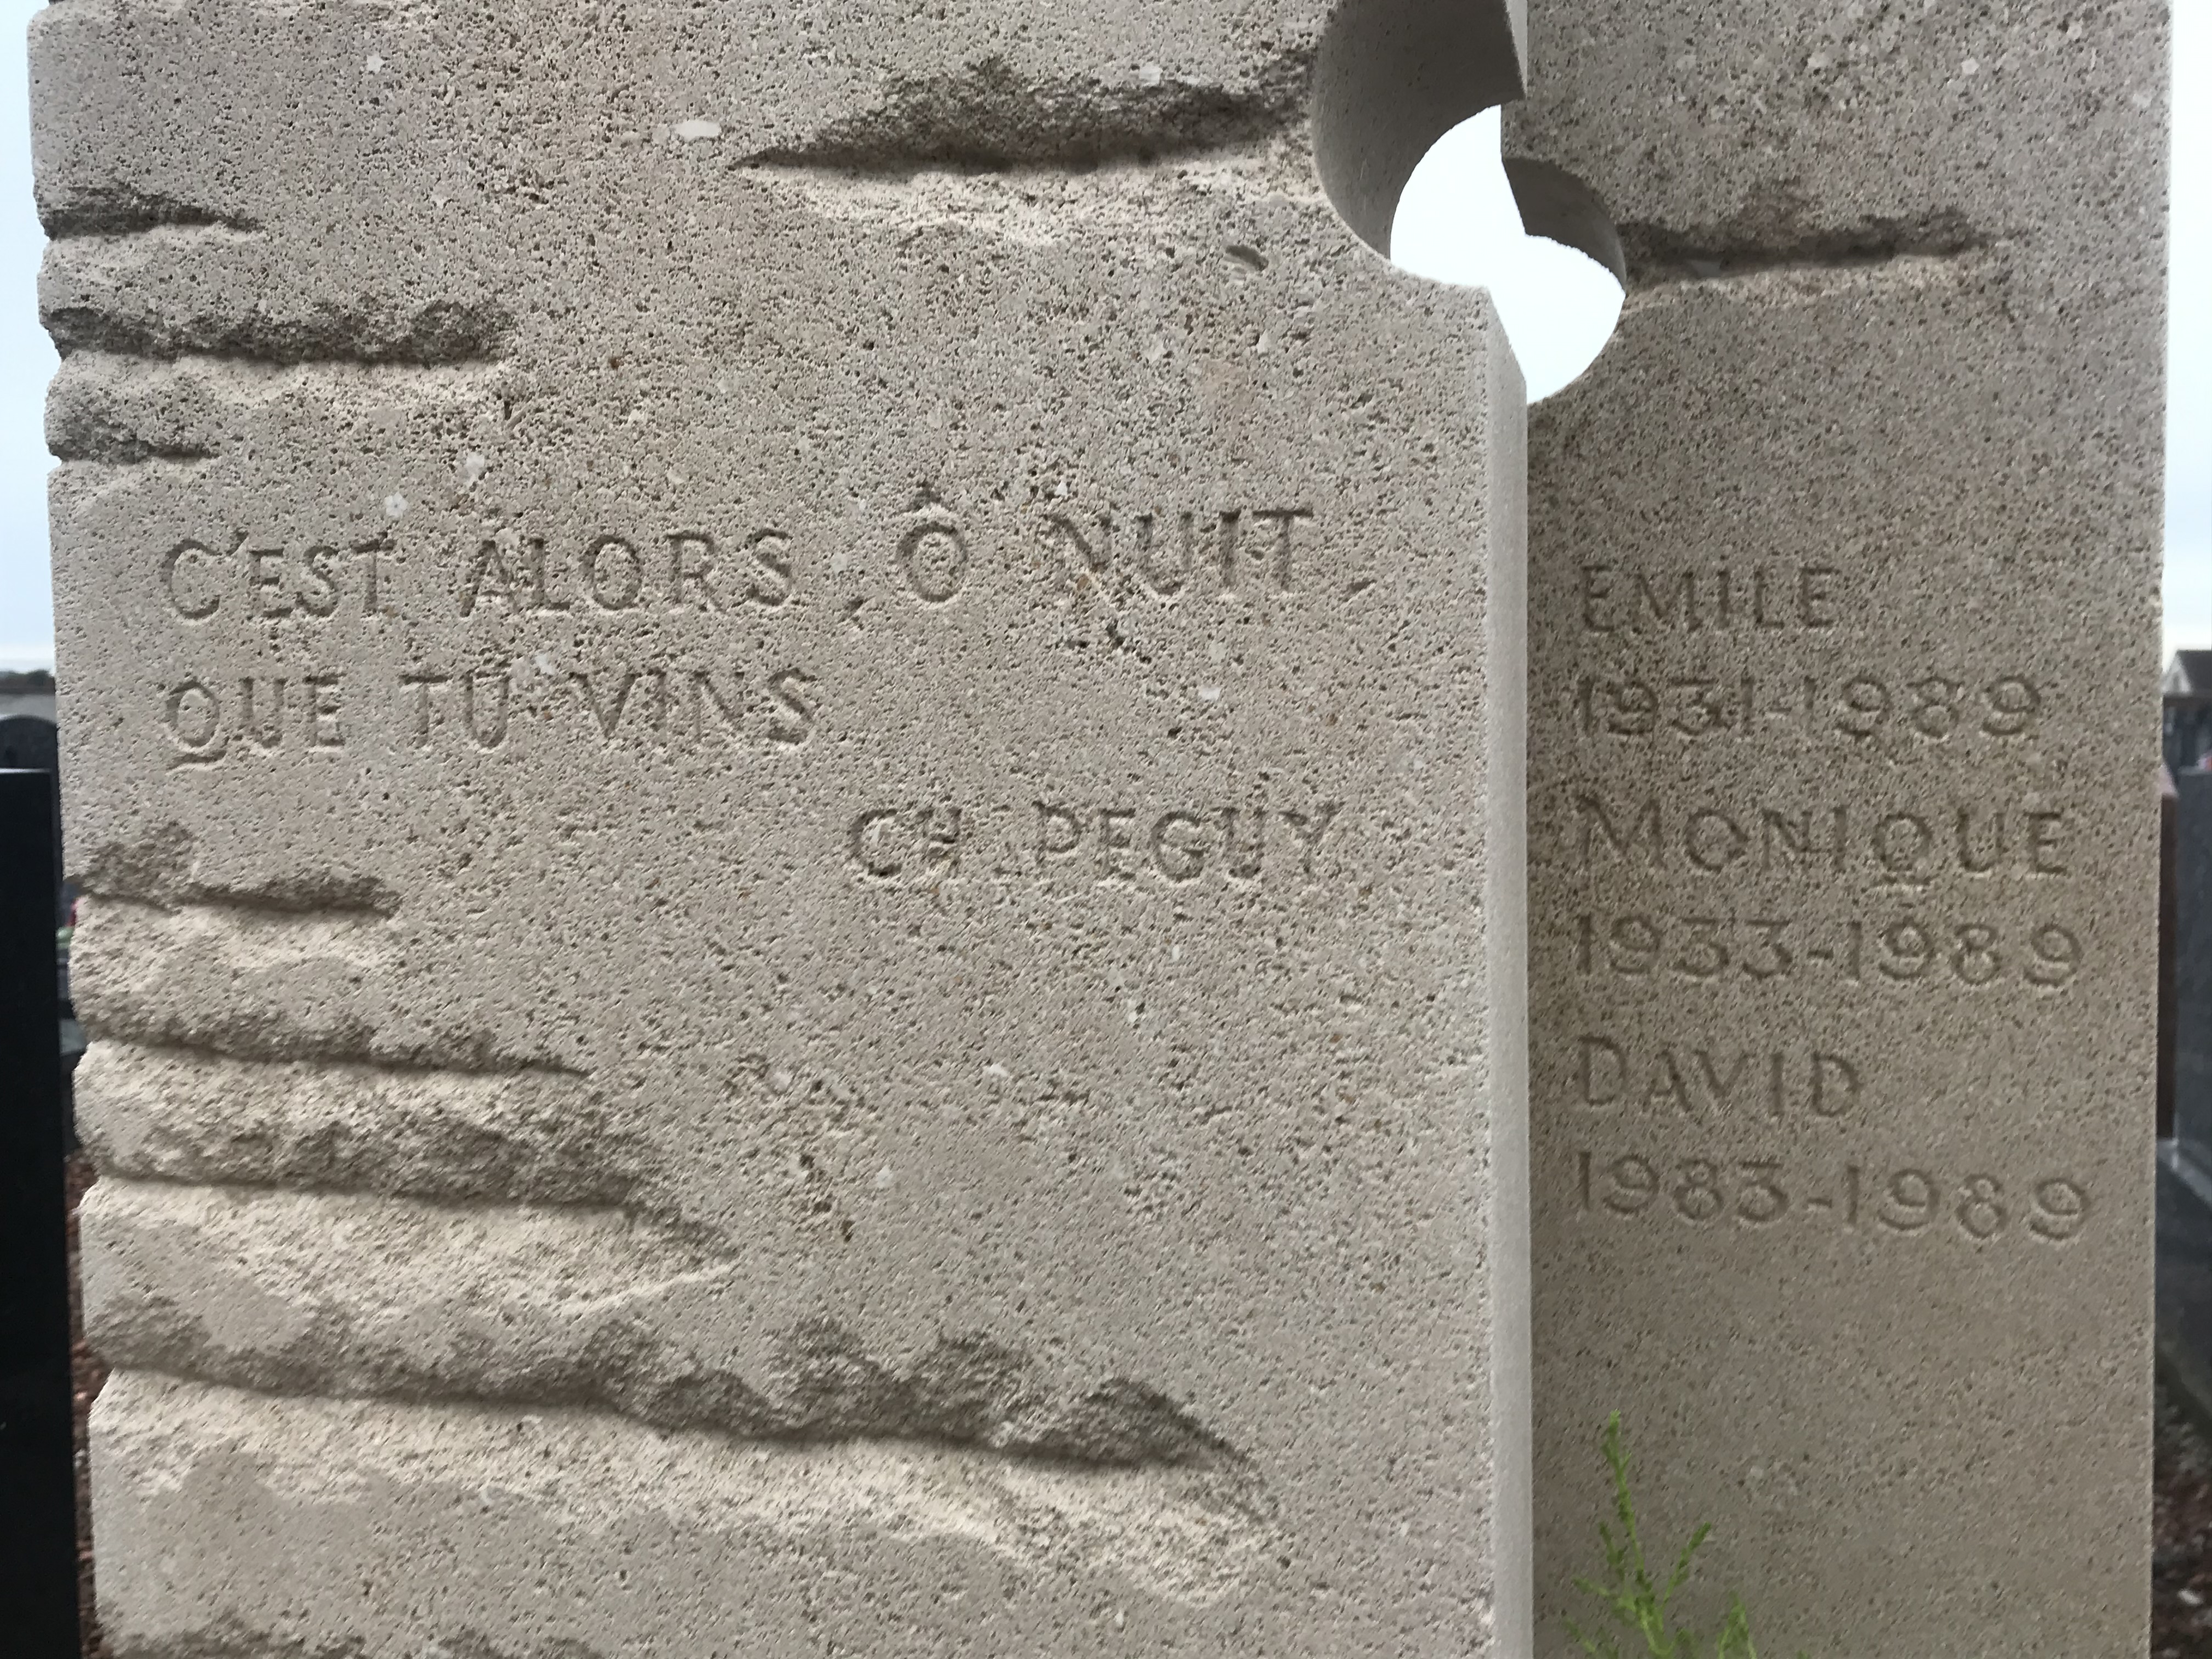 C'EST ALORS, Ô NUIT,
QUE TU VINS
CH. PEGUY
EMILE
1931-1989
MONIQUE
1933-1989
DAVID
1983-1989